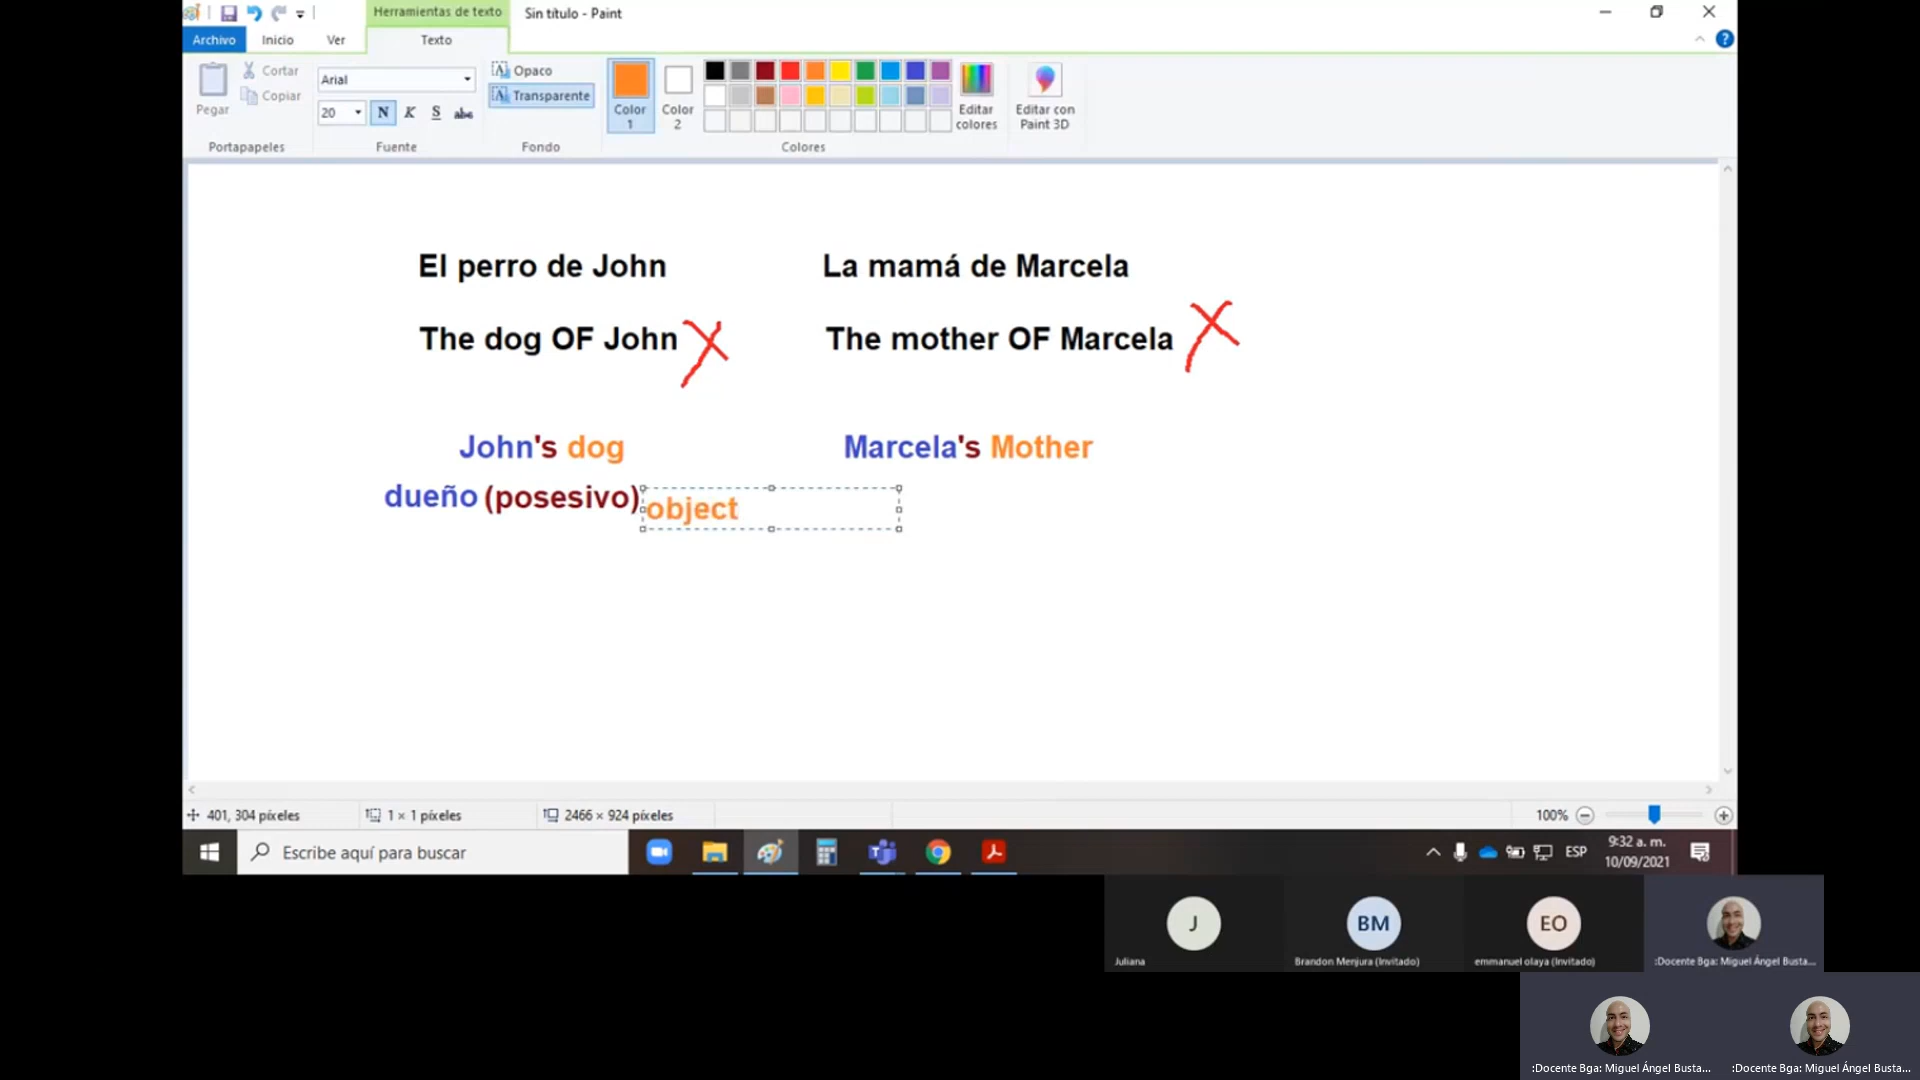 Herramientas de texto
Sin título - Paint
Archivo
Inicio
Ver
Texto
Pegar
Cortar
Copiar
Portapapeles
Arial
20
N K S abc
Fuente
Opaco
Transparente
Fondo
Color 1
Color 2
Editar colores
Editar con Paint 3D
Colores
El perro de John
La mamá de Marcela
The dog OF John
The mother OF Marcela
John's dog
Marcela's Mother
dueño (posesivo) object
401, 304 píxeles
1 × 1 píxeles
2466 × 924 píxeles
100%
Escribe aquí para buscar
ESP
9:32 a. m.
10/09/2021
J
Juliana
BM
Brandon Menjura (Invitado)
EO
emmanuel olaya (Invitado)
:Docente Bga: Miguel Ángel Busta...
:Docente Bga: Miguel Ángel Busta...
:Docente Bga: Miguel Ángel Busta...